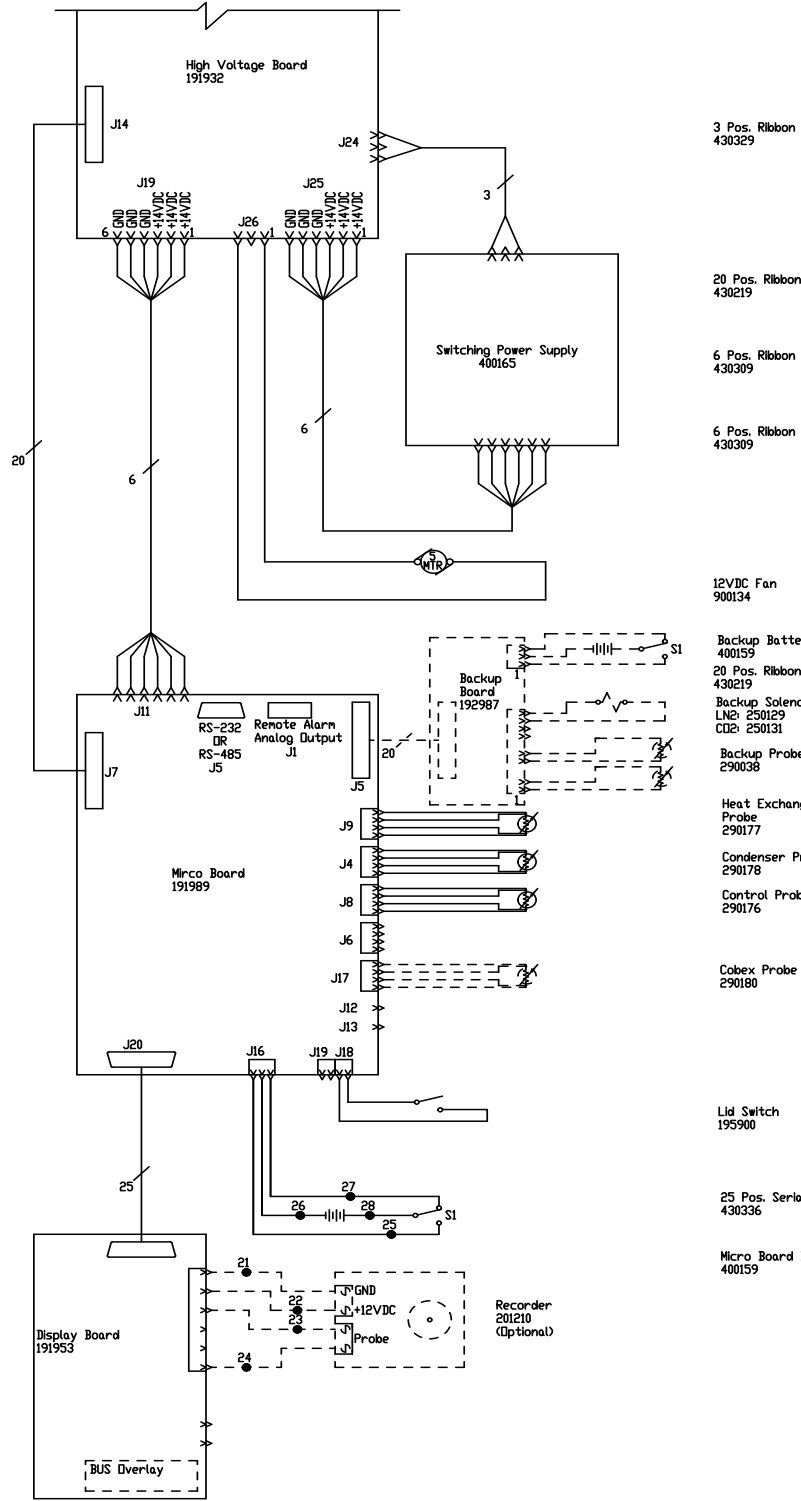 High Voltage Board
191932
J14
J24
3 Pos. Ribbon
430329
J19
J25
GND
GND
GND
+14VDC
+14VDC
+14VDC
J26
GND
GND
GND
+14VDC
+14VDC
+14VDC
6
1
1
1
3
20 Pos. Ribbon
430219
Switching Power Supply
400165
6 Pos. Ribbon
430309
6
6 Pos. Ribbon
430309
20
6
5
MTR
12VDC Fan
900134
Backup Batte
400159
S1
1
Backup
Board
192987
20 Pos. Ribbon
430219
Backup Soleno
LN2: 250129
CO2: 250131
J11
RS-232
OR
RS-485
J5
Remote Alarm
Analog Output
J1
20
Backup Probe
290038
J7
J5
1
J9
Heat Exchang
Probe
290177
J4
Condenser Pr
290178
Mirco Board
191989
J8
Control Prob
290176
J6
J17
Cobex Probe
290180
J12
J13
J20
J16
J19
J18
Lid Switch
195900
25
27
25 Pos. Seria
430336
26
28
S1
25
Micro Board
400159
21
GND
22
+12VDC
23
Probe
24
Recorder
201210
(Optional)
Display Board
191953
BUS Overlay